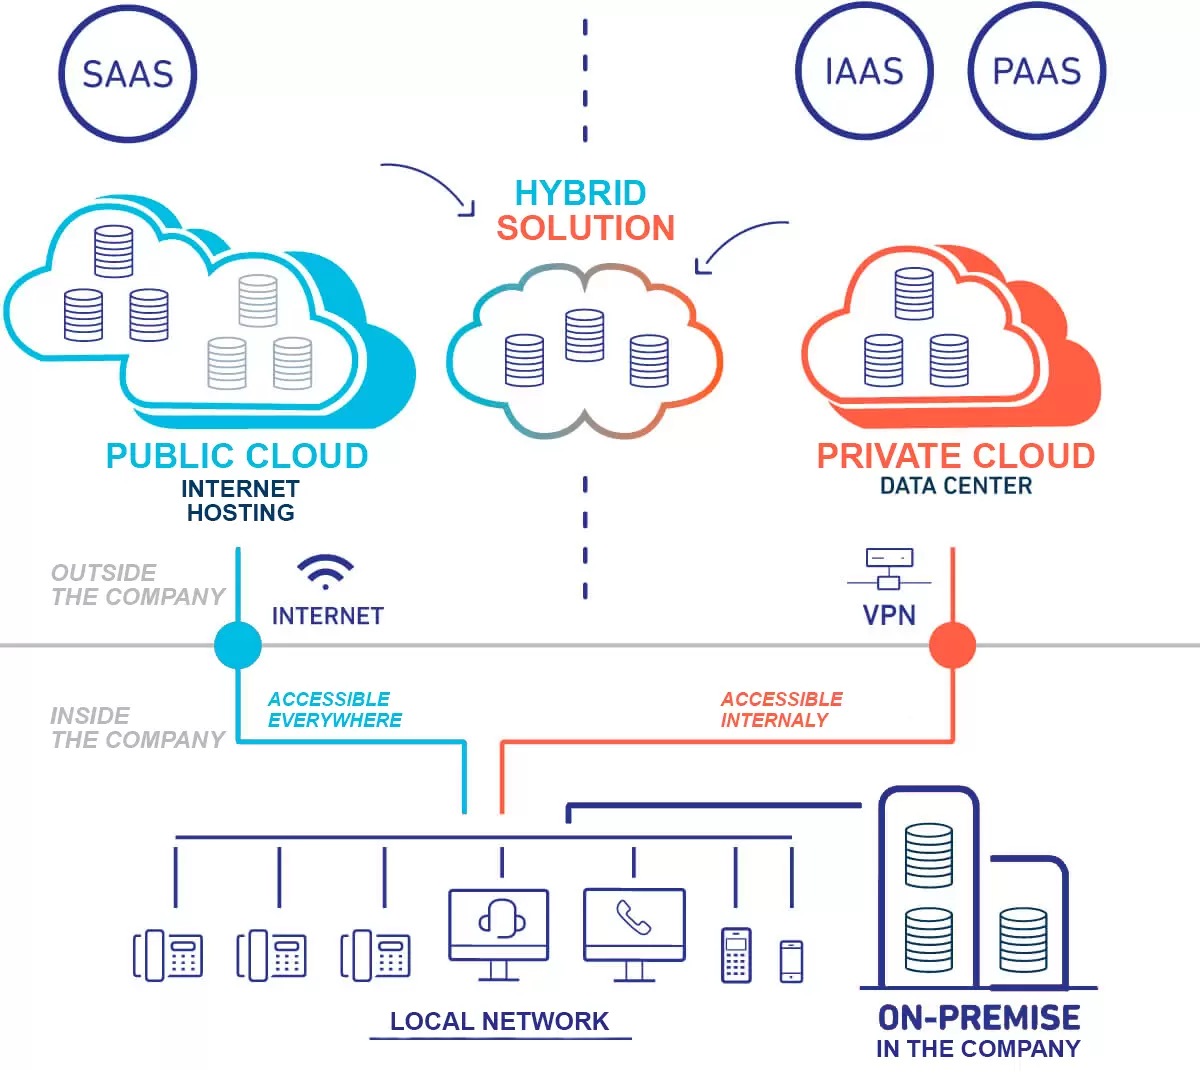 SAAS
IAAS
PAAS
HYBRID
SOLUTION
PUBLIC CLOUD
INTERNET
HOSTING
PRIVATE CLOUD
DATA CENTER
OUTSIDE
THE COMPANY
INTERNET
VPN
INSIDE
THE COMPANY
ACCESSIBLE
EVERYWHERE
ACCESSIBLE
INTERNALY
LOCAL NETWORK
ON-PREMISE
IN THE COMPANY